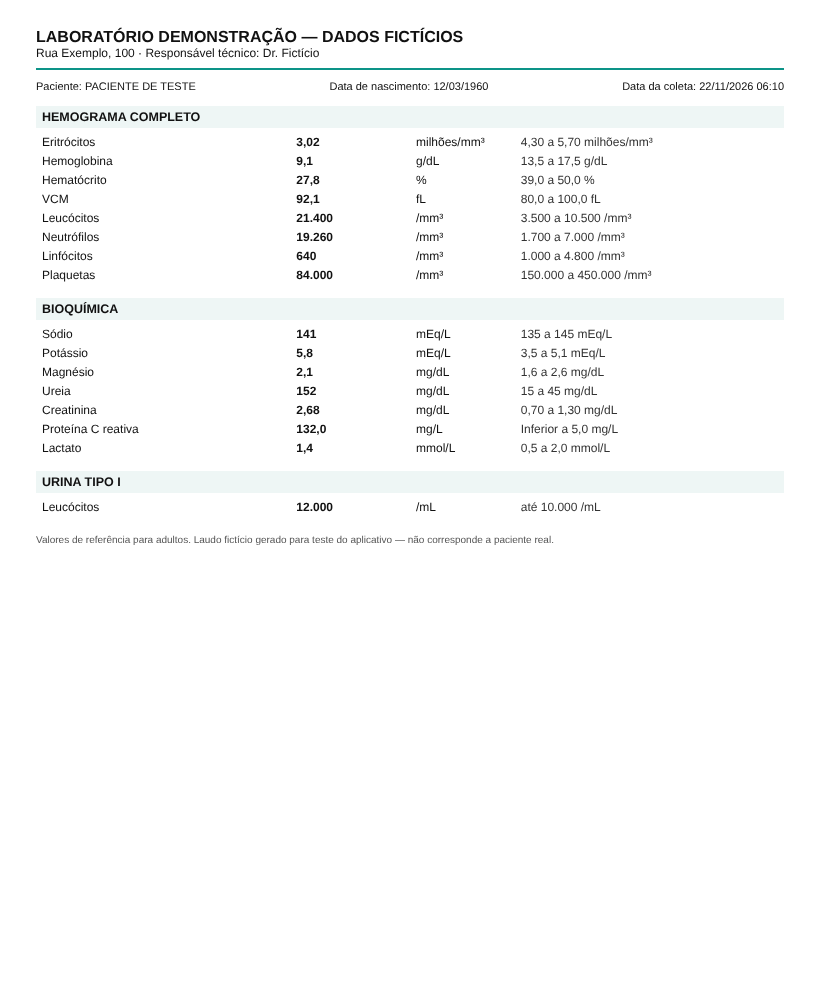 LABORATÓRIO DEMONSTRAÇÃO — DADOS FICTÍCIOS
Rua Exemplo, 100 · Responsável técnico: Dr. Fictício
Paciente: PACIENTE DE TESTE Data de nascimento: 12/03/1960 Data da coleta: 22/11/2026 06:10
HEMOGRAMA COMPLETO
Eritrócitos 3,02 milhões/mm³ 4,30 a 5,70 milhões/mm³
Hemoglobina 9,1 g/dL 13,5 a 17,5 g/dL
Hematócrito 27,8 % 39,0 a 50,0 %
VCM 92,1 fL 80,0 a 100,0 fL
Leucócitos 21.400 /mm³ 3.500 a 10.500 /mm³
Neutrófilos 19.260 /mm³ 1.700 a 7.000 /mm³
Linfócitos 640 /mm³ 1.000 a 4.800 /mm³
Plaquetas 84.000 /mm³ 150.000 a 450.000 /mm³
BIOQUÍMICA
Sódio 141 mEq/L 135 a 145 mEq/L
Potássio 5,8 mEq/L 3,5 a 5,1 mEq/L
Magnésio 2,1 mg/dL 1,6 a 2,6 mg/dL
Ureia 152 mg/dL 15 a 45 mg/dL
Creatinina 2,68 mg/dL 0,70 a 1,30 mg/dL
Proteína C reativa 132,0 mg/L Inferior a 5,0 mg/L
Lactato 1,4 mmol/L 0,5 a 2,0 mmol/L
URINA TIPO I
Leucócitos 12.000 /mL até 10.000 /mL
Valores de referência para adultos. Laudo fictício gerado para teste do aplicativo — não corresponde a paciente real.